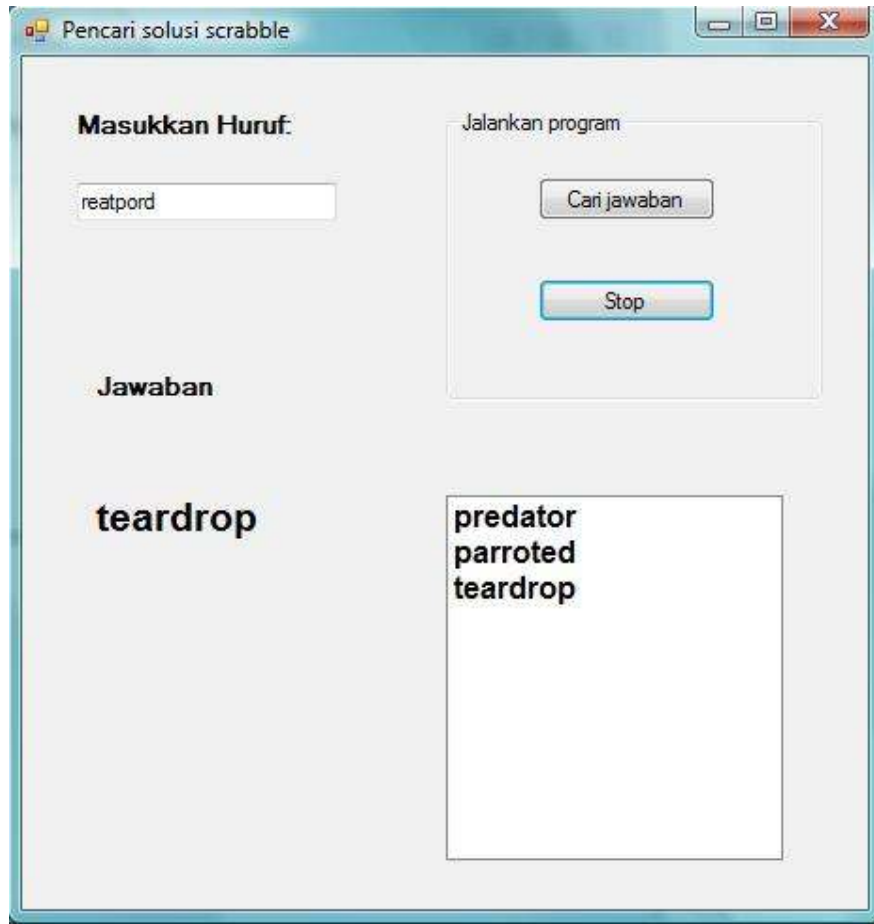 Pencari solusi scrabble
Masukkan Huruf:
reatpord
Jalankan program
Cari jawaban
Stop
Jawaban
teardrop
predator
parroted
teardrop